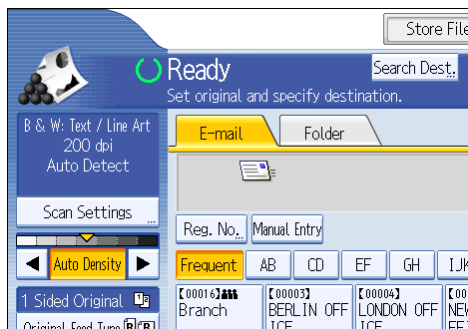 Store File
Ready
Search Dest.
Set original and specify destination.
B & W: Text / Line Art
200 dpi
Auto Detect
E-mail
Folder
Scan Settings
Reg. No.
Manual Entry
Auto Density
Frequent
AB
CD
EF
GH
IJK
1 Sided Original
[00016]
Branch
[00003]
BERLIN OFF
ICE
[00004]
LONDON OFF
ICE
[00
NE
Original Feed Type